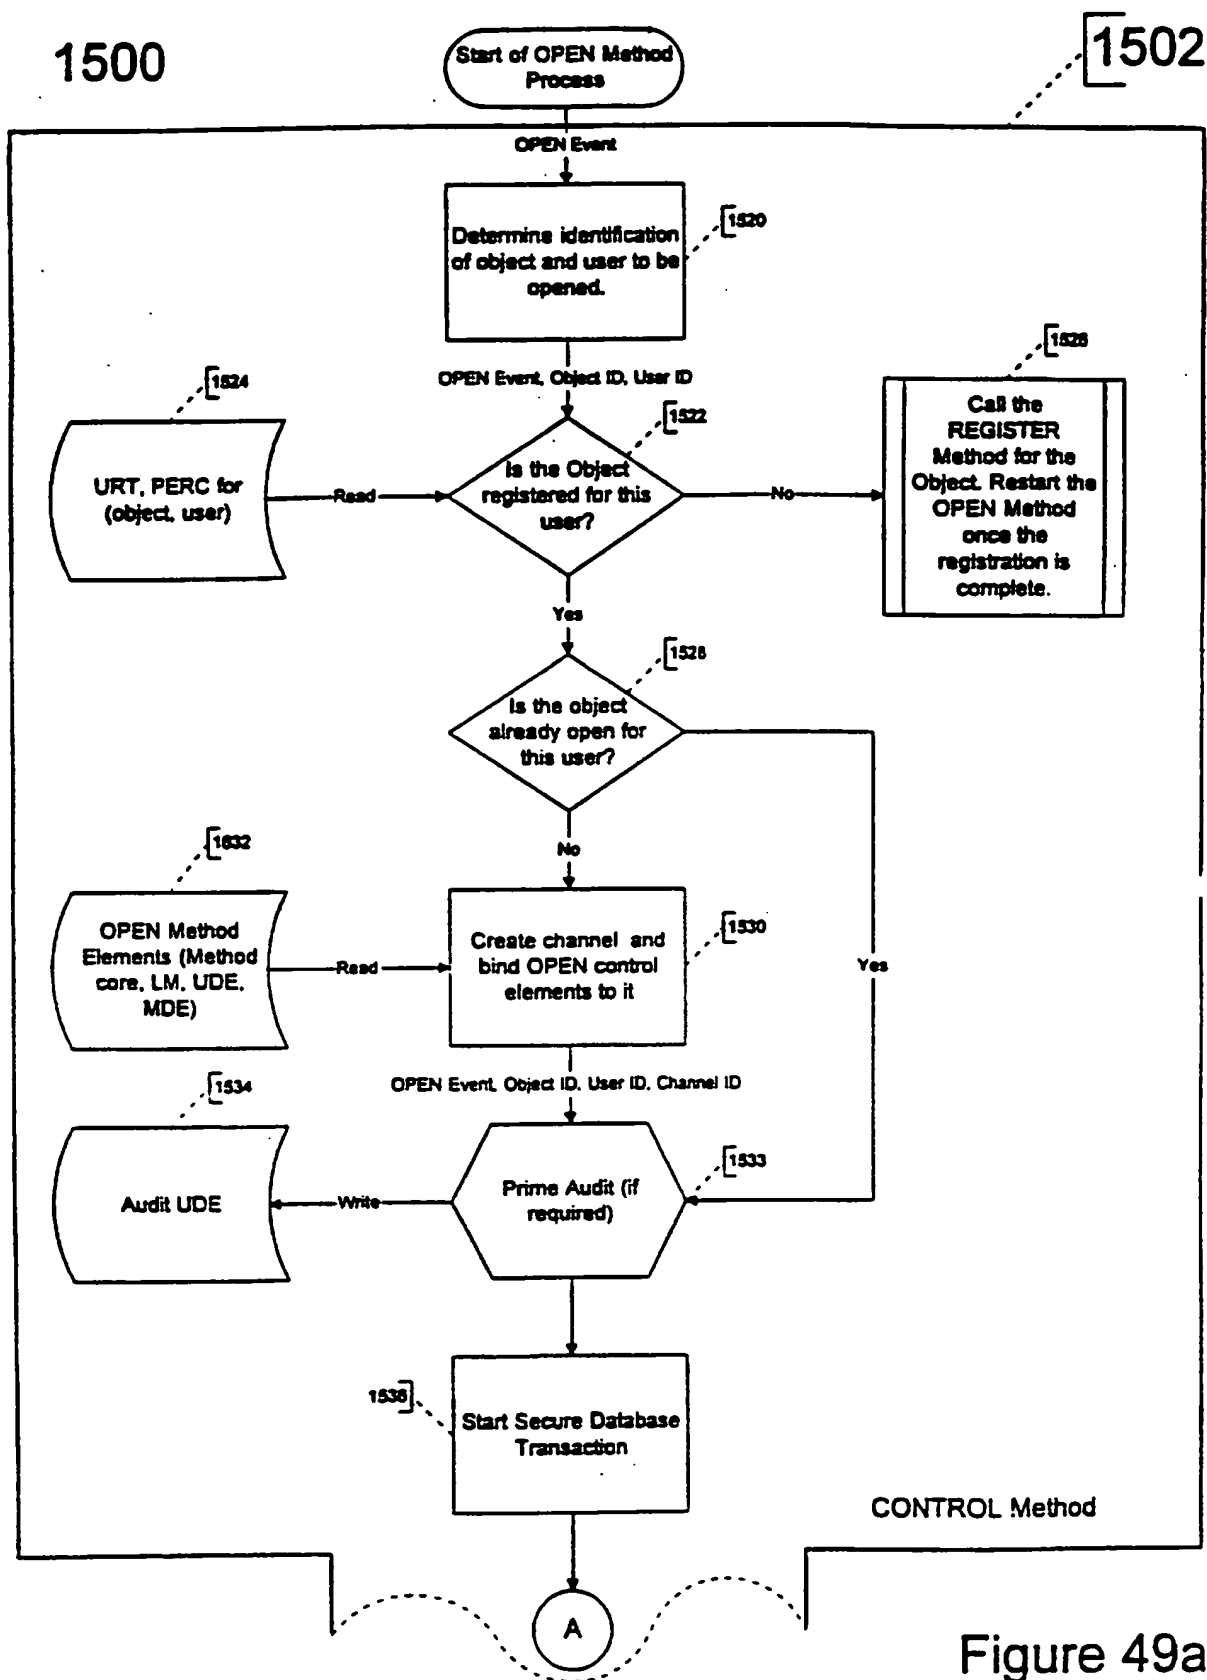 1500
Start of OPEN Method
Process
1502
OPEN Event
Determine identification
of object and user to be
opened.
1520
OPEN Event, Object ID, User ID
1524
1522
1526
URT, PERC for
(object, user)
Read
Is the Object
registered for this
user?
No
Call the
REGISTER
Method for the
Object. Restart the
OPEN Method
once the
registration is
complete.
Yes
1528
Is the object
already open for
this user?
No
Yes
1532
OPEN Method
Elements (Method
core, LM, UDE,
MDE)
Read
Create channel and
bind OPEN control
elements to it
1530
OPEN Event, Object ID, User ID, Channel ID
1534
Audit UDE
Write
Prime Audit (if
required)
1533
1536
Start Secure Database
Transaction
CONTROL Method
A
Figure 49a